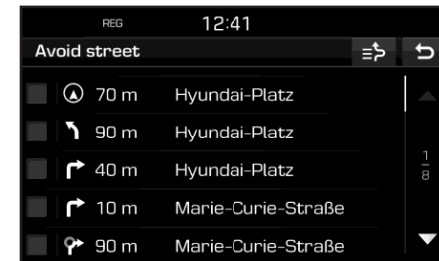 REG 12:41
Avoid street
70 m Hyundai-Platz
90 m Hyundai-Platz
40 m Hyundai-Platz
1
8
10 m Marie-Curie-Straße
90 m Marie-Curie-Straße